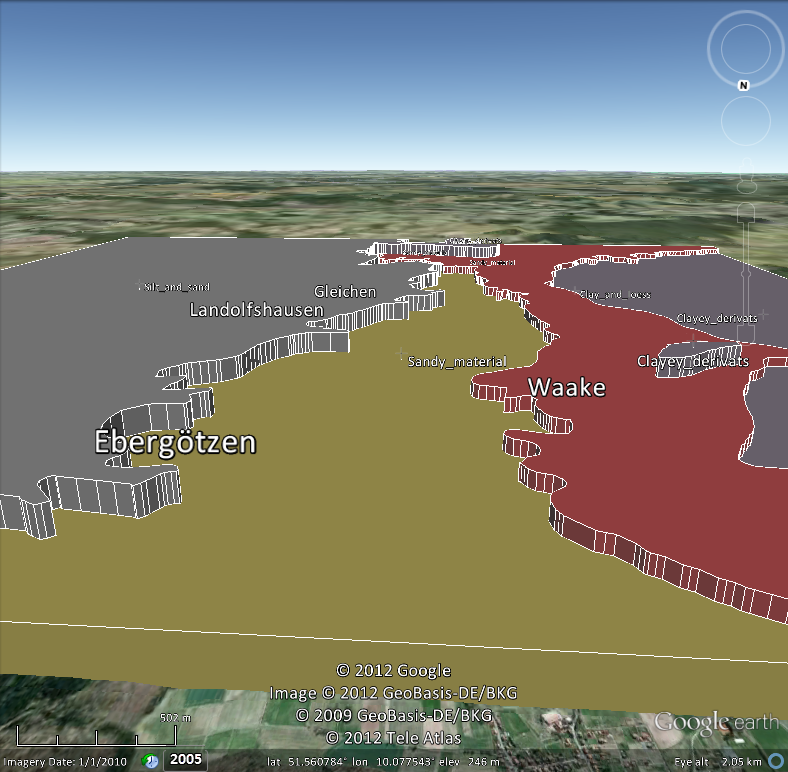 N
Sandy_material
Silt_and_sand
Gleichen
Clay_and_loess
Landolfshausen
Clayey_derivats
Sandy_material
Clayey_derivats
Waake
Ebergötzen
© 2012 Google
Image © 2012 GeoBasis-DE/BKG
© 2009 GeoBasis-DE/BKG
© 2012 Tele Atlas
502 m
Google earth
Imagery Date: 1/1/2010 2005 lat 51.560784° lon 10.077543° elev 246 m Eye alt 2.05 km